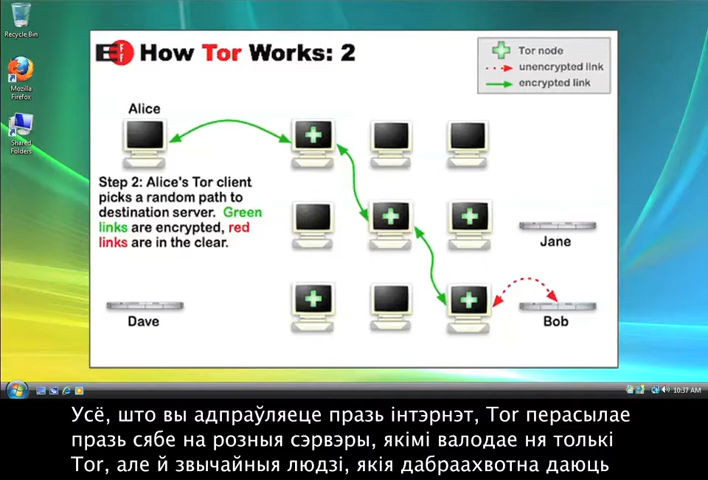 Recycle Bin
Mozilla
Firefox
Shared
Folders
EFF How Tor Works: 2
Tor node
unencrypted link
encrypted link
Alice
Step 2: Alice's Tor client
picks a random path to
destination server. Green
links are encrypted, red
links are in the clear.
Jane
Dave
Bob
10:37 AM
Усё, што вы адпраўляеце празь інтэрнэт, Tor перасылае
празь сябе на розныя сэрвэры, якімі валодае ня толькі
Tor, але й звычайныя людзі, якія дабраахвотна даюць